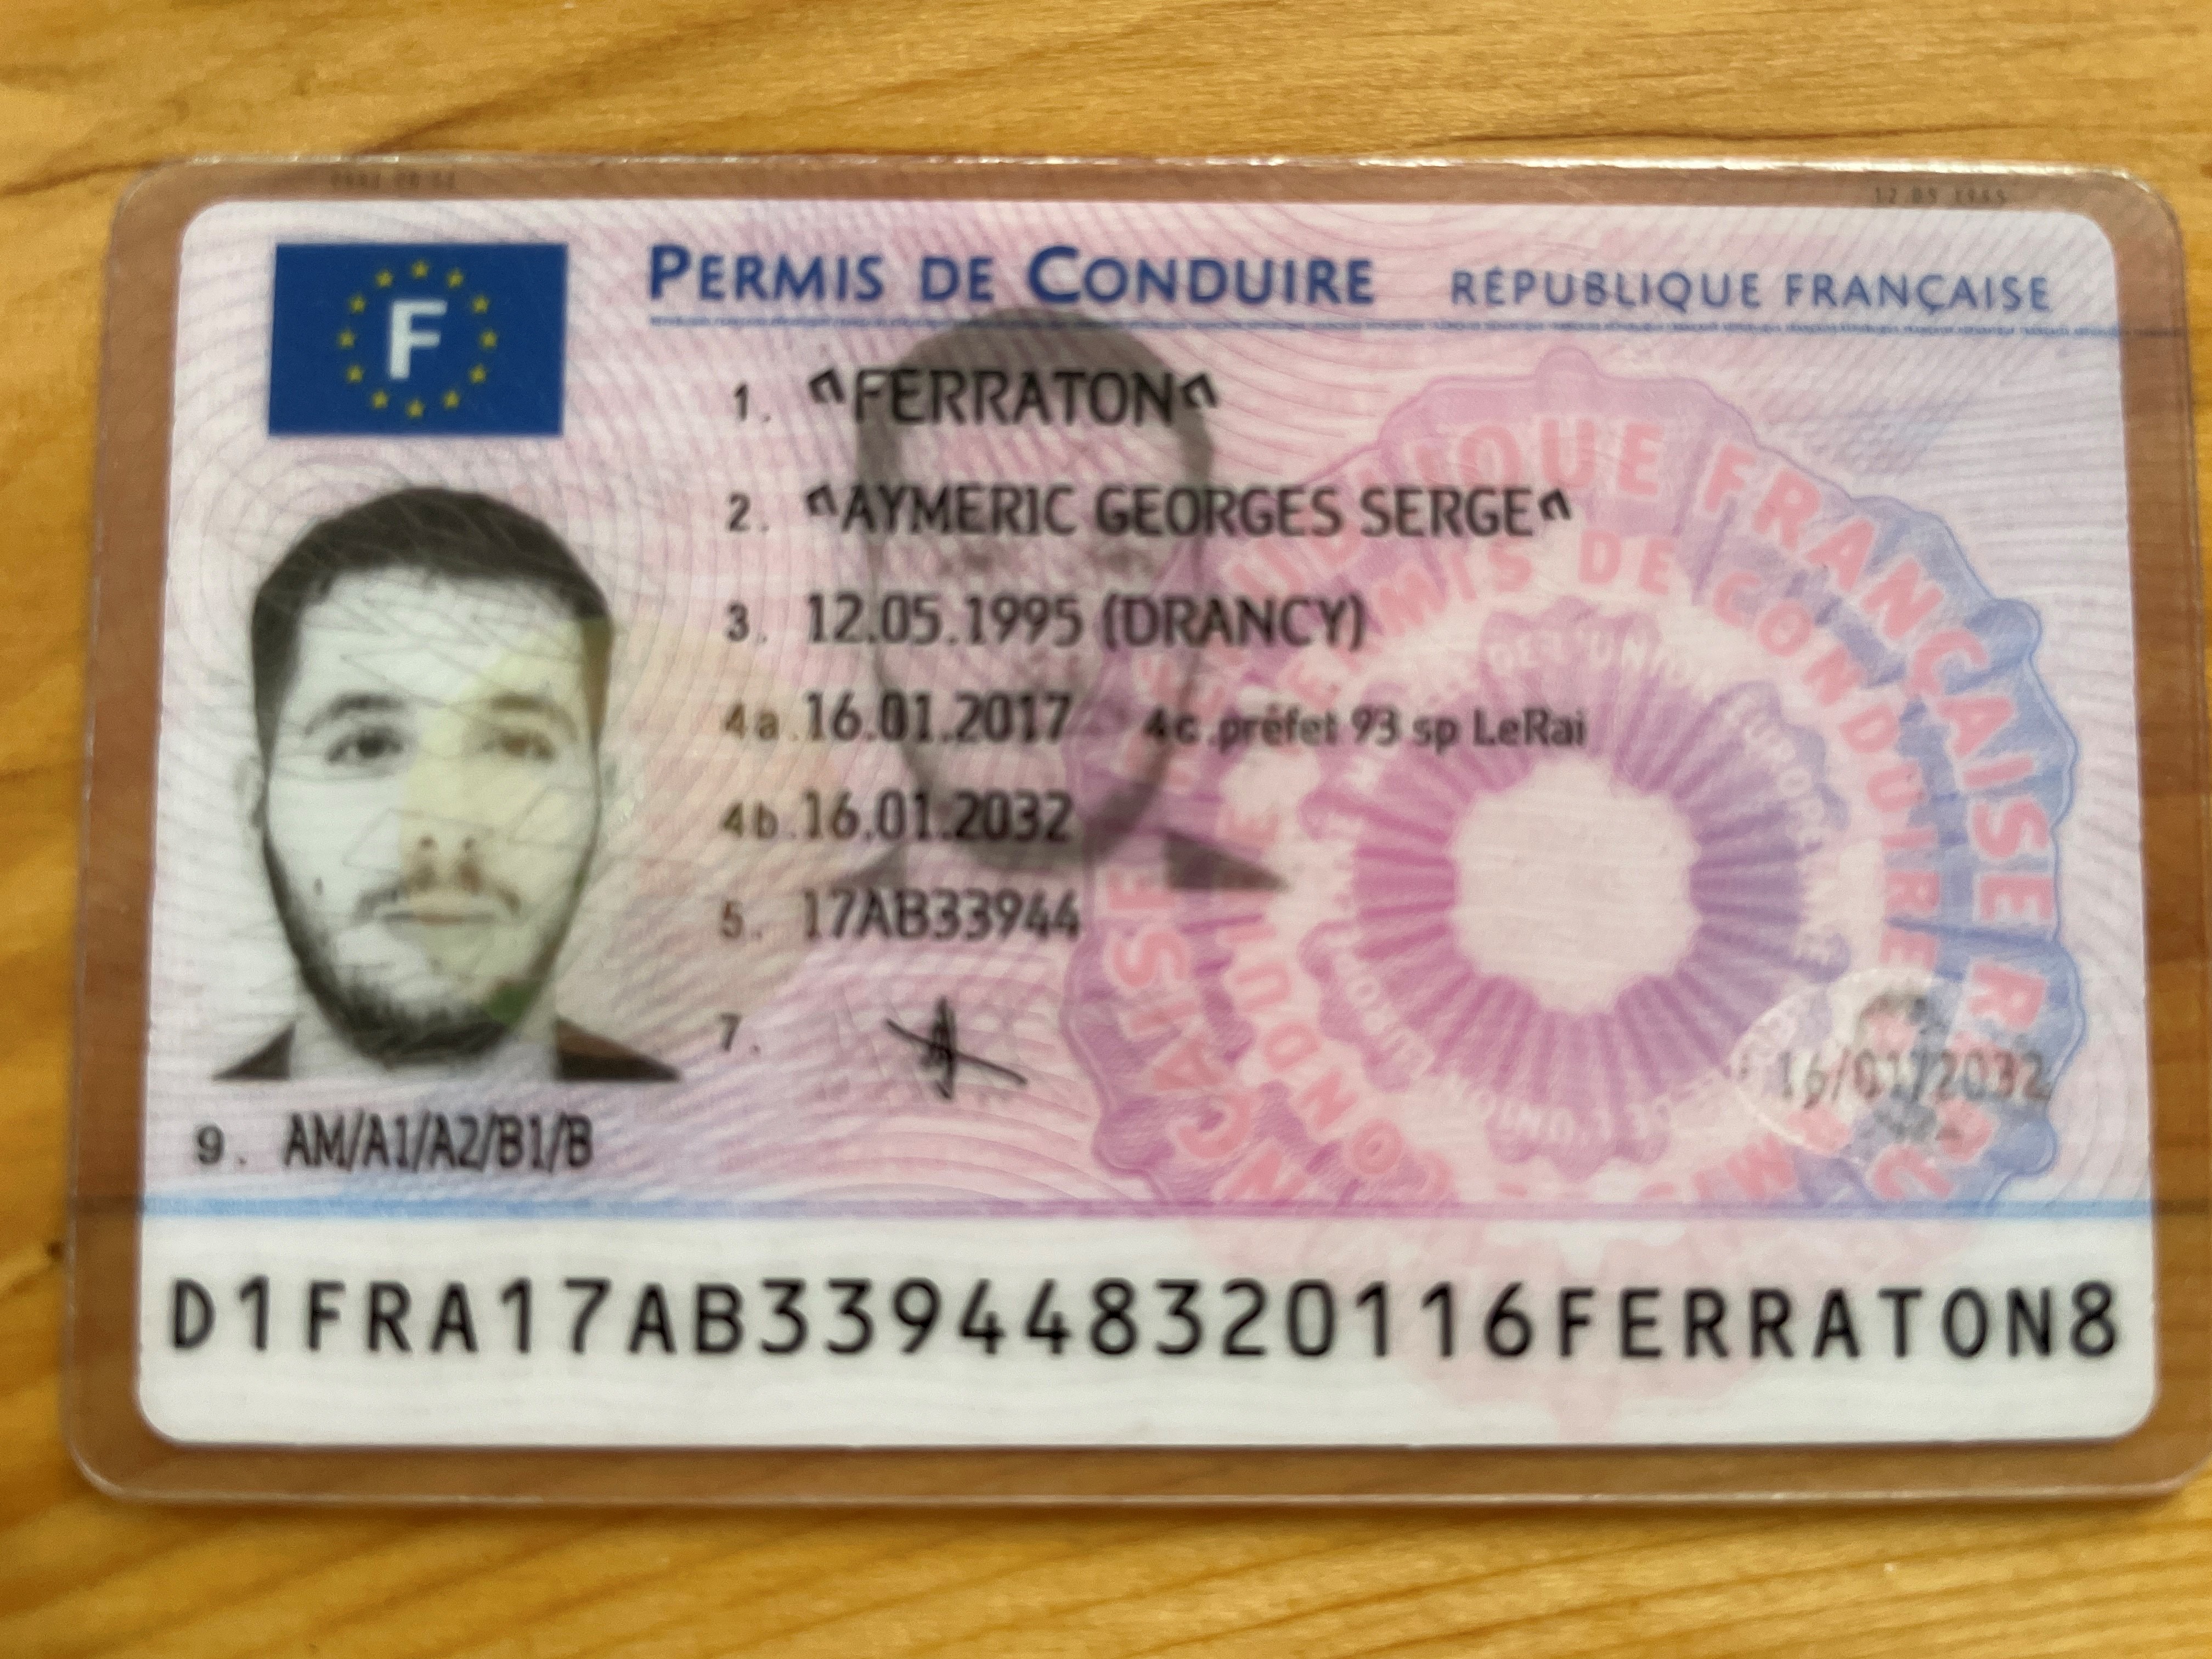 F
PERMIS DE CONDUIRE RÉPUBLIQUE FRANÇAISE
1. "FERRATON"
2. "AYMERIC GEORGES SERGE"
3. 12.05.1995 (DRANCY)
4a. 16.01.2017 4c. préfet 93 sp LeRai
4b. 16.01.2032
5. 17AB33944
7.
16/01/2032
9. AM/A1/A2/B1/B
D1FRA17AB339448320116FERRATON8
RÉPUBLIQUE FRANÇAISE
PERMIS DE CONDUIRE